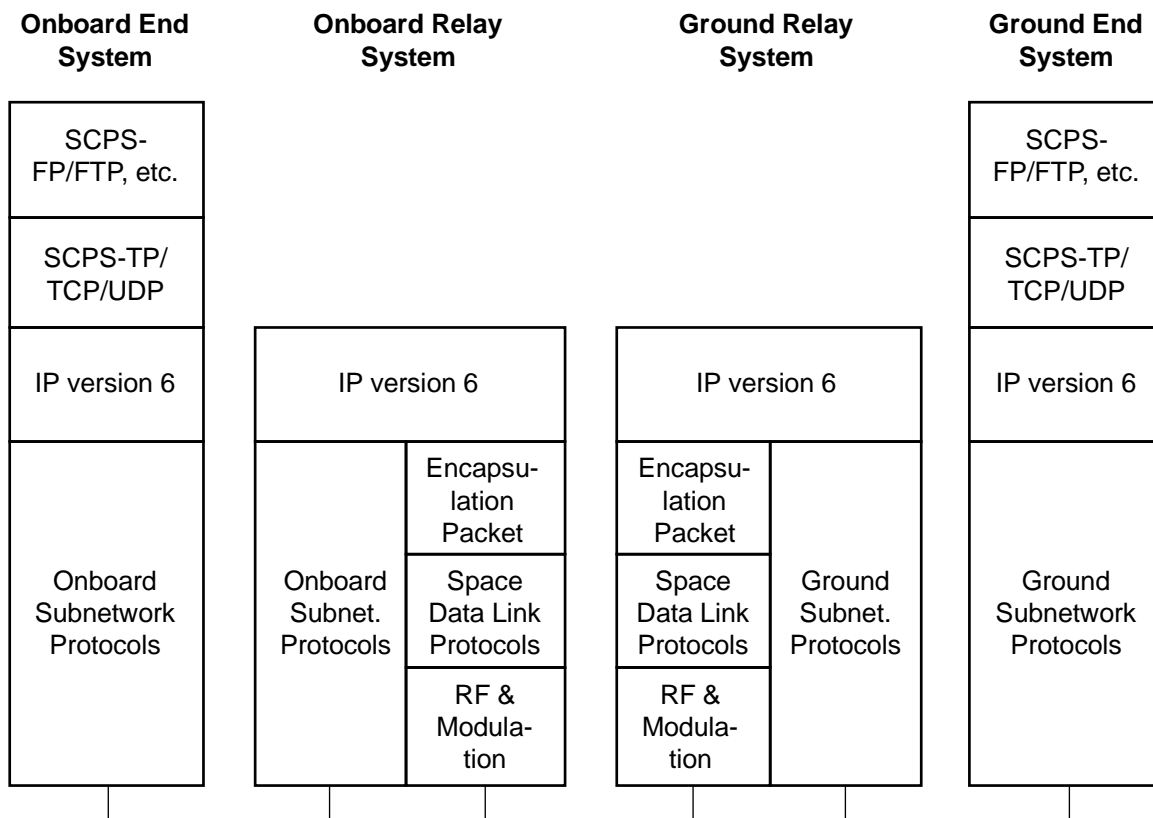 Onboard End
System
Onboard Relay
System
Ground Relay
System
Ground End
System
SCPS-
FP/FTP, etc.
SCPS-
FP/FTP, etc.
SCPS-TP/
TCP/UDP
SCPS-TP/
TCP/UDP
IP version 6
IP version 6
IP version 6
IP version 6
Onboard
Subnetwork
Protocols
Onboard
Subnet.
Protocols
Encapsu-
lation
Packet
Space
Data Link
Protocols
RF &
Modula-
tion
Encapsu-
lation
Packet
Space
Data Link
Protocols
RF &
Modula-
tion
Ground
Subnet.
Protocols
Ground
Subnetwork
Protocols